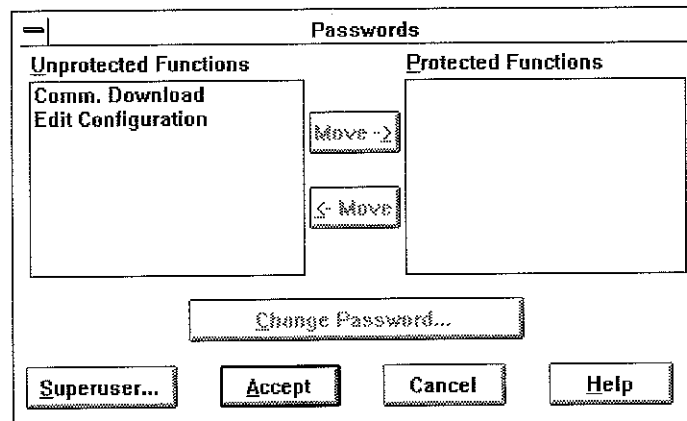 Passwords
Unprotected Functions
Protected Functions
Comm. Download
Edit Configuration
Move ->
<- Move
Change Password...
Superuser...
Accept
Cancel
Help